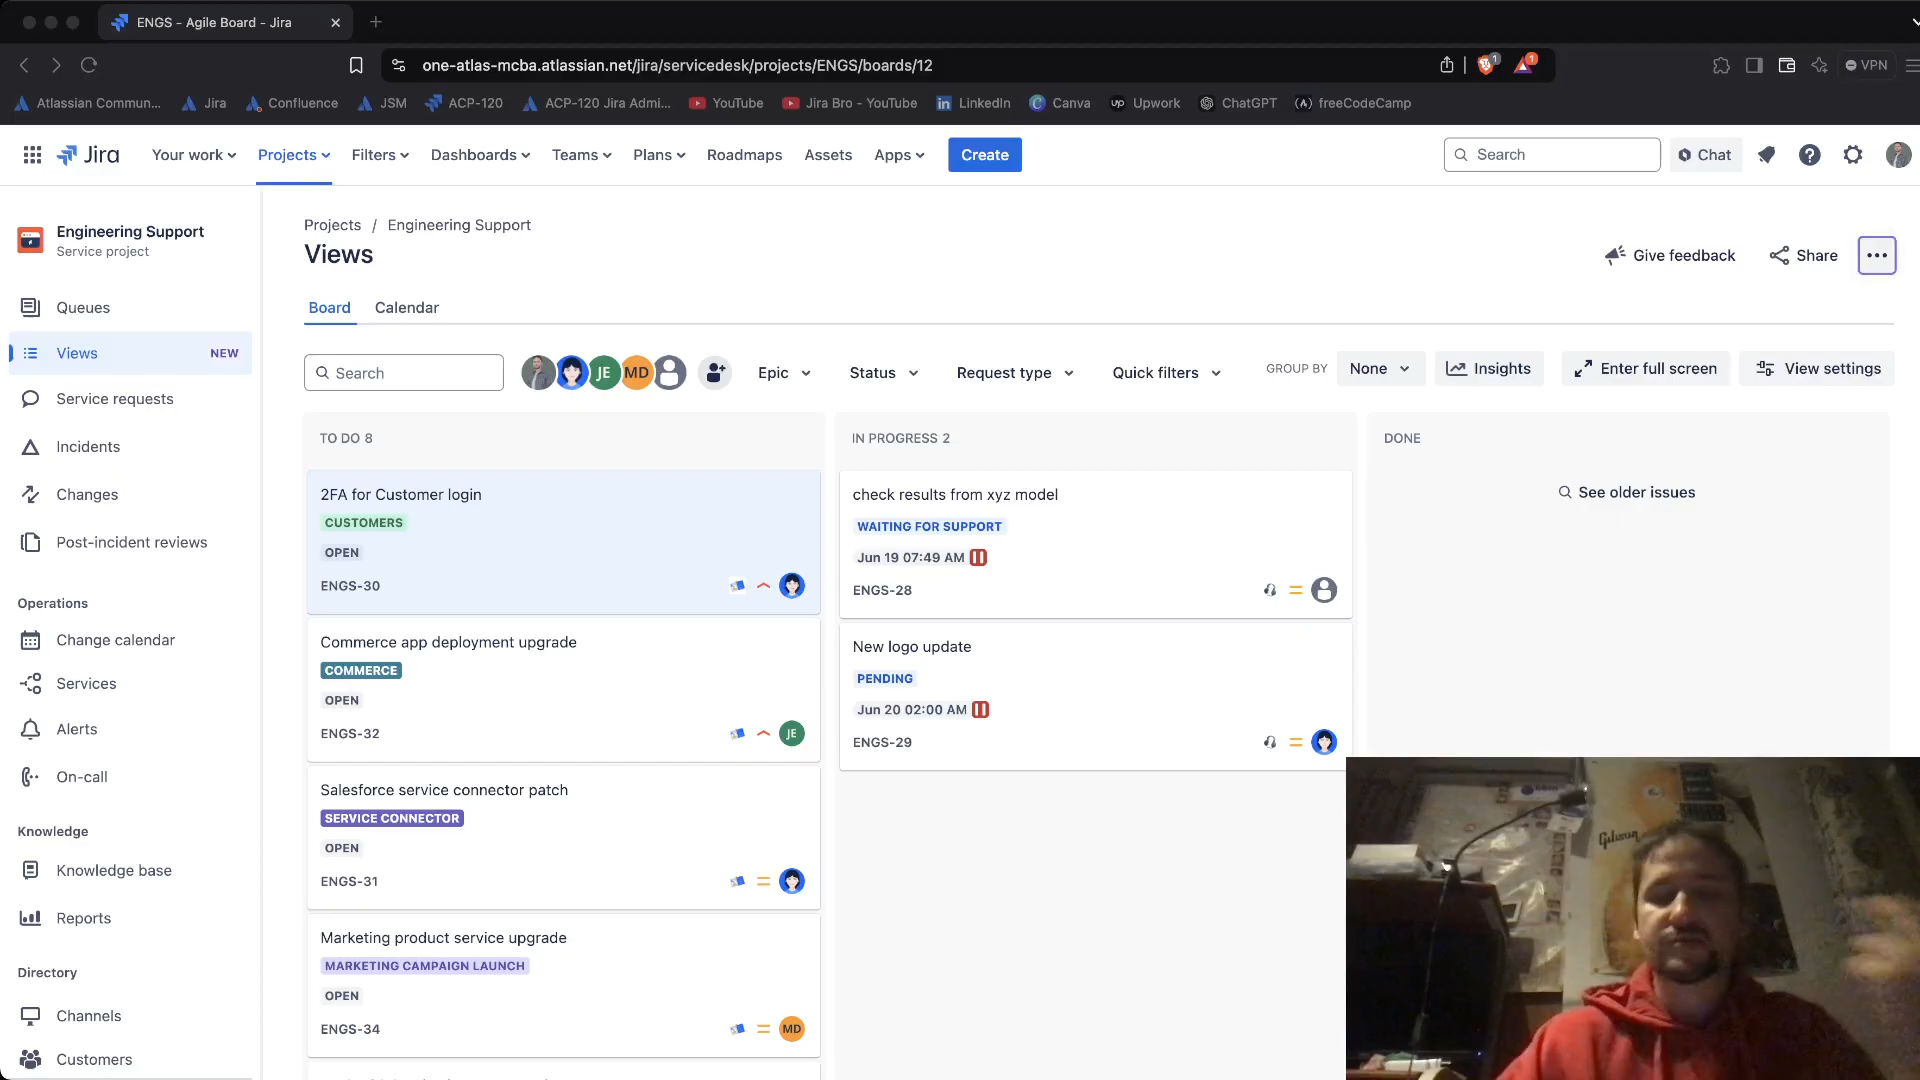 ENGS - Agile Board - Jira
one-atlas-mcba.atlassian.net/jira/servicedesk/projects/ENGS/boards/12
1
1
VPN
Atlassian Commun...
Jira
Confluence
JSM
ACP-120
ACP-120 Jira Admi...
YouTube
Jira Bro - YouTube
LinkedIn
Canva
Upwork
ChatGPT
freeCodeCamp
Jira
Your work
Projects
Filters
Dashboards
Teams
Plans
Roadmaps
Assets
Apps
Create
Search
Chat
Engineering Support
Service project
Queues
Views
NEW
Service requests
Incidents
Changes
Post-incident reviews
Operations
Change calendar
Services
Alerts
On-call
Knowledge
Knowledge base
Reports
Directory
Channels
Customers
Projects / Engineering Support
Views
Give feedback
Share
Board
Calendar
Search
JE
MD
Epic
Status
Request type
Quick filters
GROUP BY
None
Insights
Enter full screen
View settings
TO DO 8
2FA for Customer login
CUSTOMERS
OPEN
ENGS-30
Commerce app deployment upgrade
COMMERCE
OPEN
ENGS-32
JE
Salesforce service connector patch
SERVICE CONNECTOR
OPEN
ENGS-31
Marketing product service upgrade
MARKETING CAMPAIGN LAUNCH
OPEN
ENGS-34
MD
IN PROGRESS 2
check results from xyz model
WAITING FOR SUPPORT
Jun 19 07:49 AM
ENGS-28
New logo update
PENDING
Jun 20 02:00 AM
ENGS-29
DONE
See older issues
Gibson